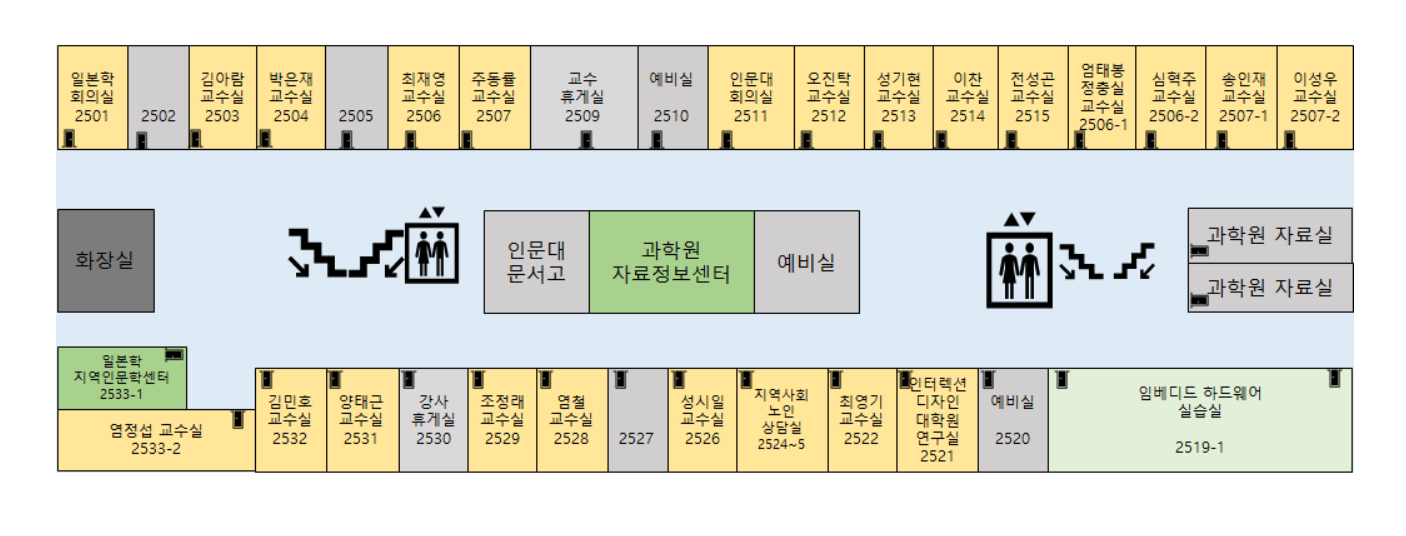 일본학
회의실
2501
2502
김아람
교수실
2503
박은재
교수실
2504
2505
최재영
교수실
2506
주동률
교수실
2507
교수
휴게실
2509
예비실
2510
인문대
회의실
2511
오진탁
교수실
2512
성기현
교수실
2513
이찬
교수실
2514
전성곤
교수실
2515
엄태봉
정충실
교수실
2506-1
심혁주
교수실
2506-2
송인재
교수실
2507-1
이성우
교수실
2507-2
화장실
인문대
문서고
과학원
자료정보센터
예비실
과학원 자료실
과학원 자료실
일본학
지역인문학센터
2533-1
염정섭 교수실
2533-2
김민호
교수실
2532
양태근
교수실
2531
강사
휴게실
2530
조정래
교수실
2529
염철
교수실
2528
2527
성시일
교수실
2526
지역사회
노인
상담실
2524~5
최영기
교수실
2522
인터렉션
디자인
대학원
연구실
2521
예비실
2520
임베디드 하드웨어
실습실
2519-1